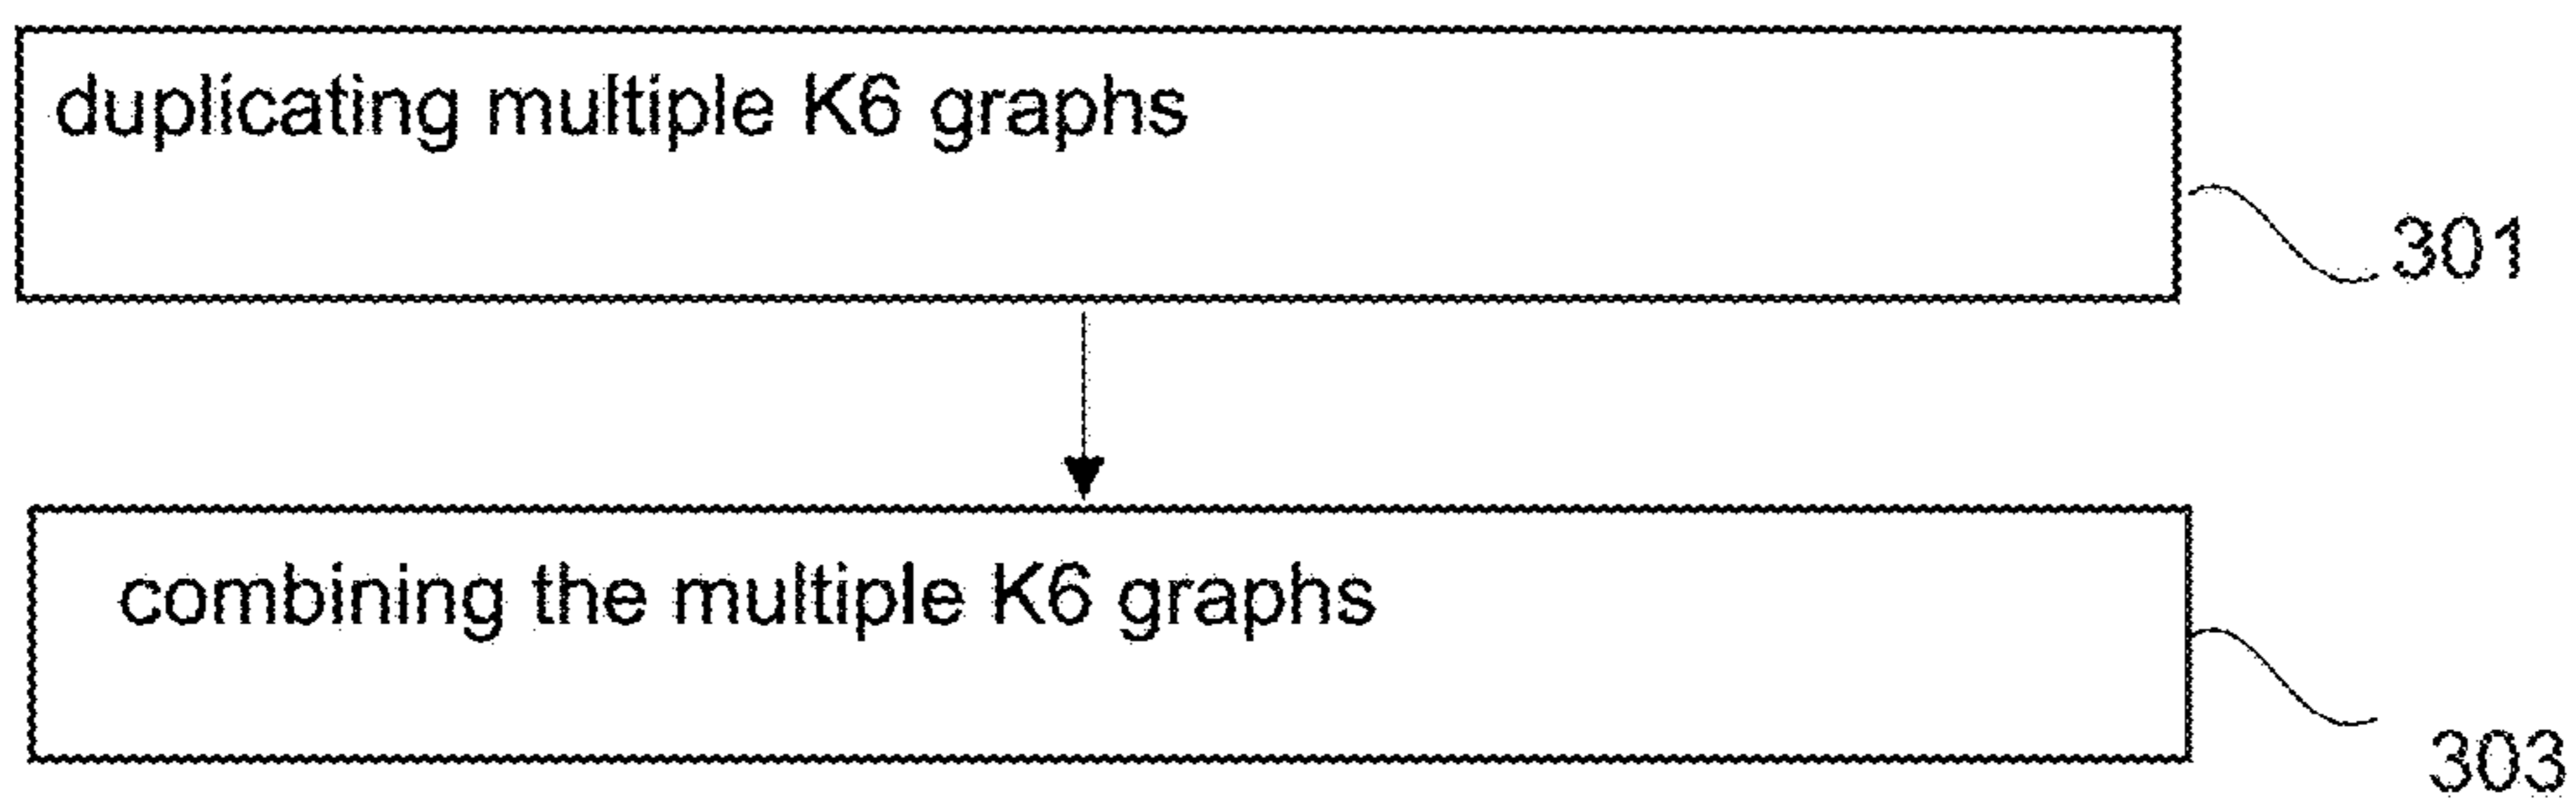 duplicating multiple K6 graphs
301
combining the multiple K6 graphs
303